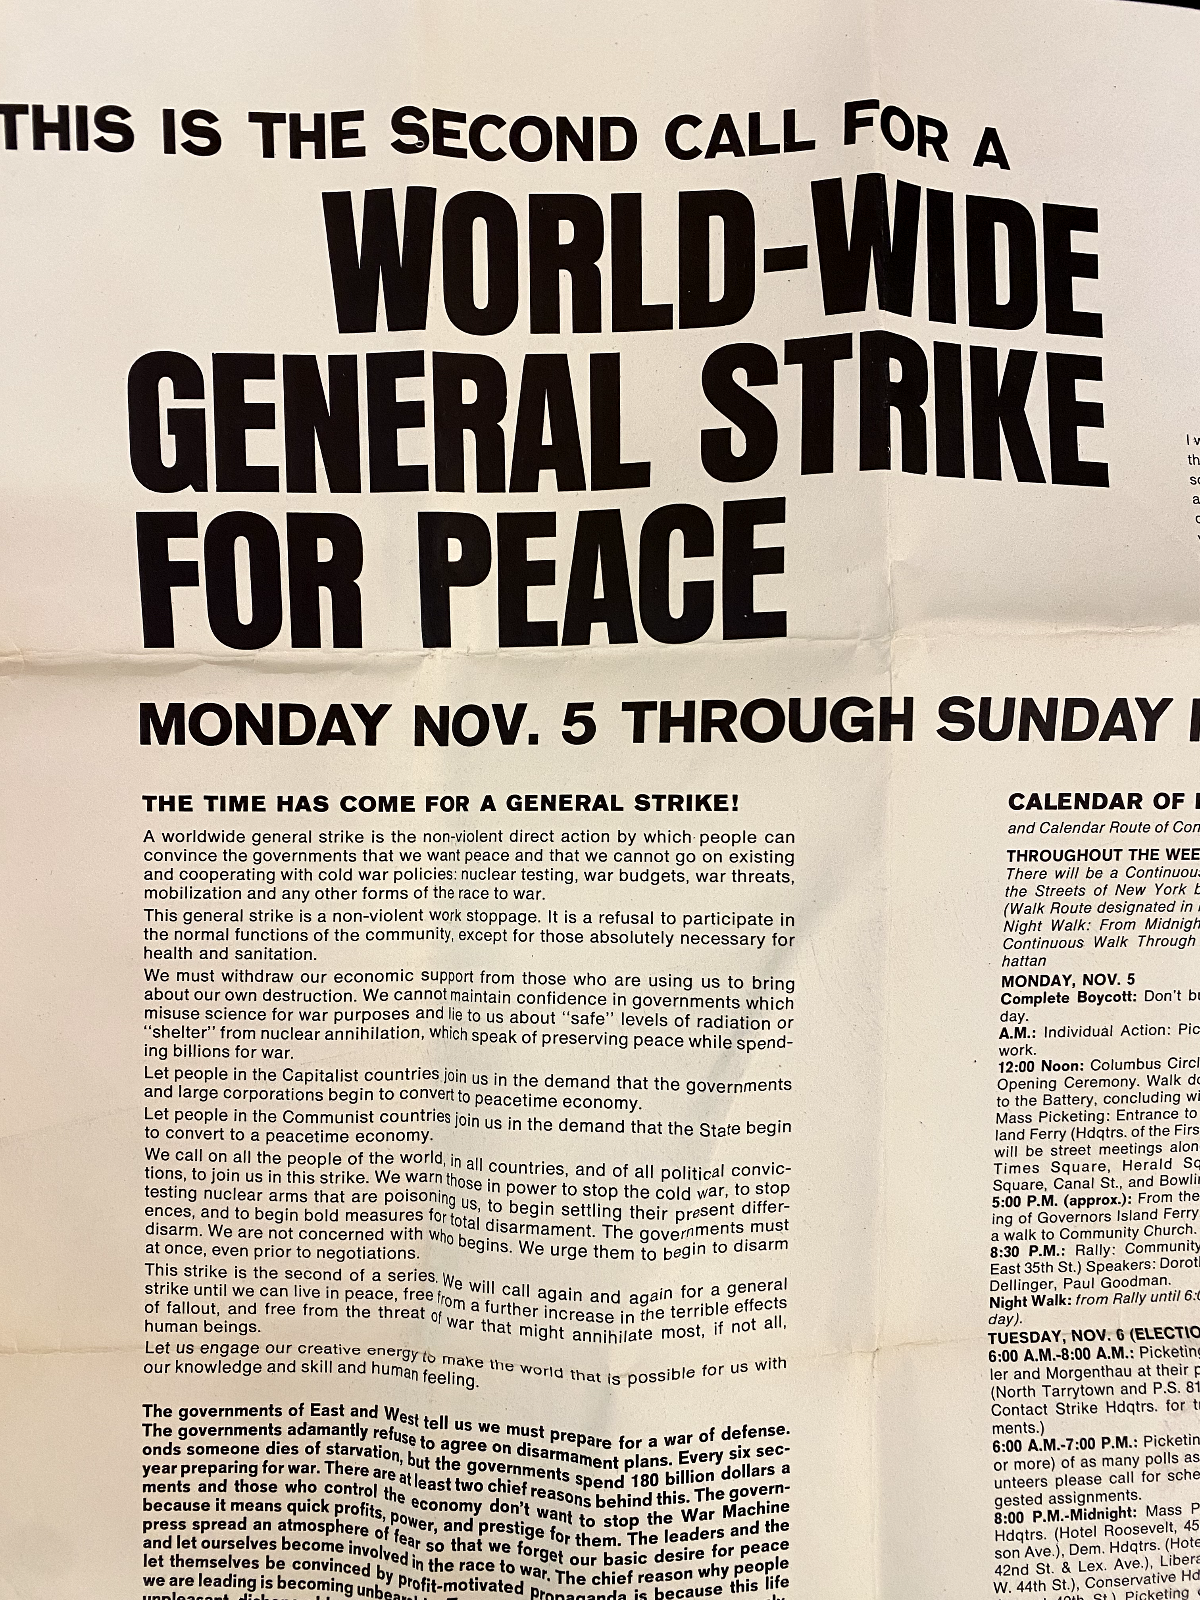 THIS IS THE SECOND CALL FOR A
WORLD-WIDE
GENERAL STRIKE
FOR PEACE
MONDAY NOV. 5 THROUGH SUNDAY
THE TIME HAS COME FOR A GENERAL STRIKE!
A worldwide general strike is the non-violent direct action by which people can
convince the governments that we want peace and that we cannot go on existing
and cooperating with cold war policies: nuclear testing, war budgets, war threats,
mobilization and any other forms of the race to war.
This general strike is a non-violent work stoppage. It is a refusal to participate in
the normal functions of the community, except for those absolutely necessary for
health and sanitation.
We must withdraw our economic support from those who are using us to bring
about our own destruction. We cannot maintain confidence in governments which
misuse science for war purposes and lie to us about “safe” levels of radiation or
“shelter” from nuclear annihilation, which speak of preserving peace while spend-
ing billions for war.
Let people in the Capitalist countries join us in the demand that the governments
and large corporations begin to convert to peacetime economy.
Let people in the Communist countries join us in the demand that the State begin
to convert to a peacetime economy.
We call on all the people of the world, in all countries, and of all political convic-
tions, to join us in this strike. We warn those in power to stop the cold war, to stop
testing nuclear arms that are poisoning us, to begin settling their present differ-
ences, and to begin bold measures for total disarmament. The governments must
disarm. We are not concerned with who begins. We urge them to begin to disarm
at once, even prior to negotiations.
This strike is the second of a series. We will call again and again for a general
strike until we can live in peace, free from a further increase in the terrible effects
of fallout, and free from the threat of war that might annihilate most, if not all,
human beings.
Let us engage our creative energy to make the world that is possible for us with
our knowledge and skill and human feeling.
The governments of East and West tell us we must prepare for a war of defense.
The governments adamantly refuse to agree on disarmament plans. Every six sec-
onds someone dies of starvation, but the governments spend 180 billion dollars a
year preparing for war. There are at least two chief reasons behind this. The govern-
ments and those who control the economy don't want to stop the War Machine
because it means quick profits, power, and prestige for them. The leaders and the
press spread an atmosphere of fear so that we forget our basic desire for peace
and let ourselves become involved in the race to war. The chief reason why people
let themselves be convinced by profit-motivated propaganda is because this life
we are leading is becoming
CALENDAR OF
and Calendar Route of
THROUGHOUT THE
There will be a
the Streets of New York
(Walk Route designated in
Night Walk: From
Continuous Walk Through
hattan
MONDAY, NOV. 5
Complete Boycott: Don't
day.
A.M.: Individual Action:
work.
12:00 Noon: Columbus
Opening Ceremony. Walk
to the Battery, concluding
Mass Picketing: Entrance to
land Ferry (Hdqtrs. of the
will be street meetings
Times Square, Herald
Square, Canal St., and
5:00 P.M. (approx.): From the
ing of Governors Island Ferry
a walk to Community Church.
8:30 P.M.: Rally: Community
East 35th St.) Speakers:
Dellinger, Paul Goodman.
Night Walk: from Rally until
day).
TUESDAY, NOV. 6
6:00 A.M.-8:00 A.M.: Picketing
ler and Morgenthau at their
(North Tarrytown and P.S. 81
Contact Strike Hdqtrs. for
ments.)
6:00 A.M.-7:00 P.M.:
or more) of as many polls as
unteers please call for
gested assignments.
8:00 P.M.-Midnight: Mass
Hdqtrs. (Hotel Roosevelt,
son Ave.), Dem. Hdqtrs.
42nd St. & Lex. Ave.),
W. 44th St.), Conservative